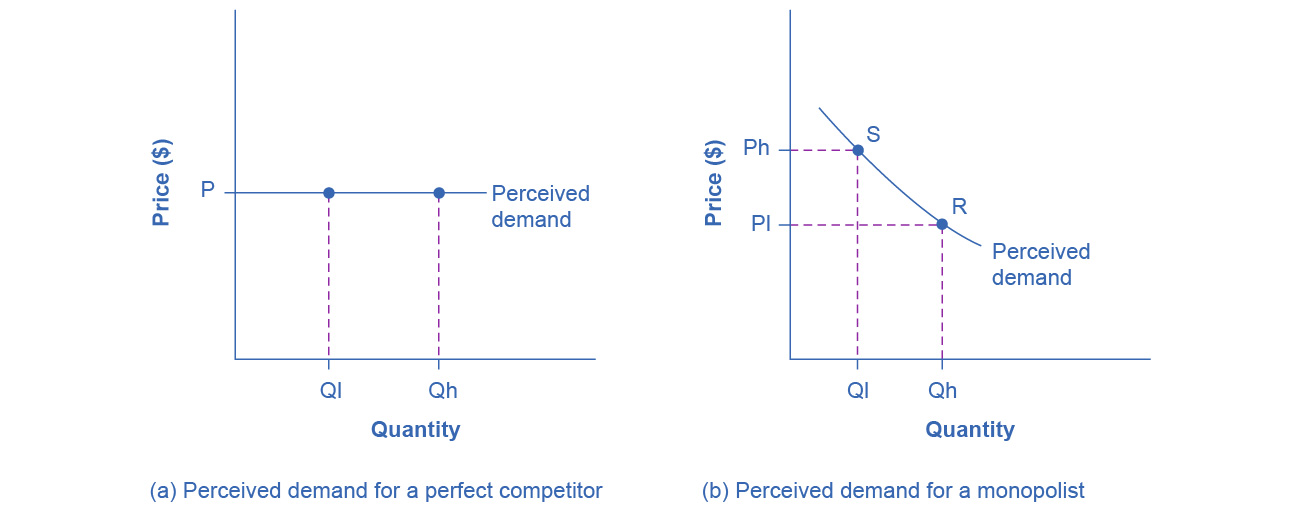 Price ($)
P
Perceived
demand
Ql
Qh
Quantity
(a) Perceived demand for a perfect competitor
Price ($)
Ph
S
Pl
R
Perceived
demand
Ql
Qh
Quantity
(b) Perceived demand for a monopolist